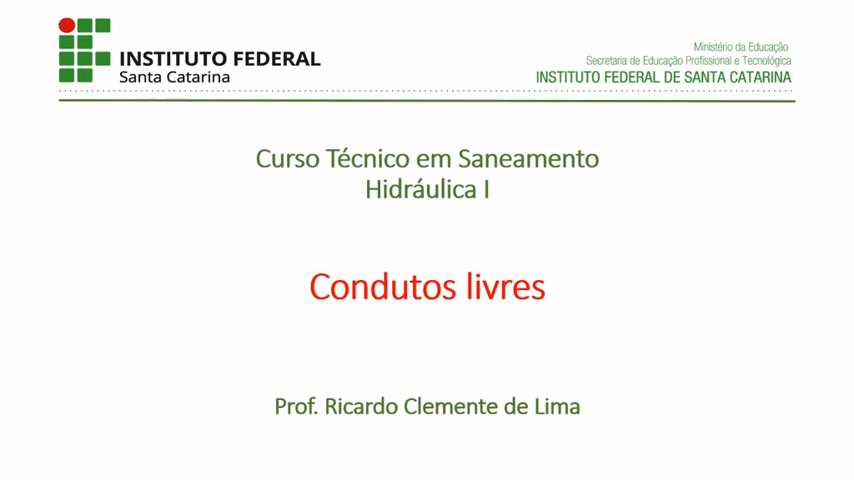 INSTITUTO FEDERAL
Santa Catarina
Ministério da Educação
Secretaria de Educação Profissional e Tecnológica
INSTITUTO FEDERAL DE SANTA CATARINA
Curso Técnico em Saneamento
Hidráulica I
Condutos livres
Prof. Ricardo Clemente de Lima